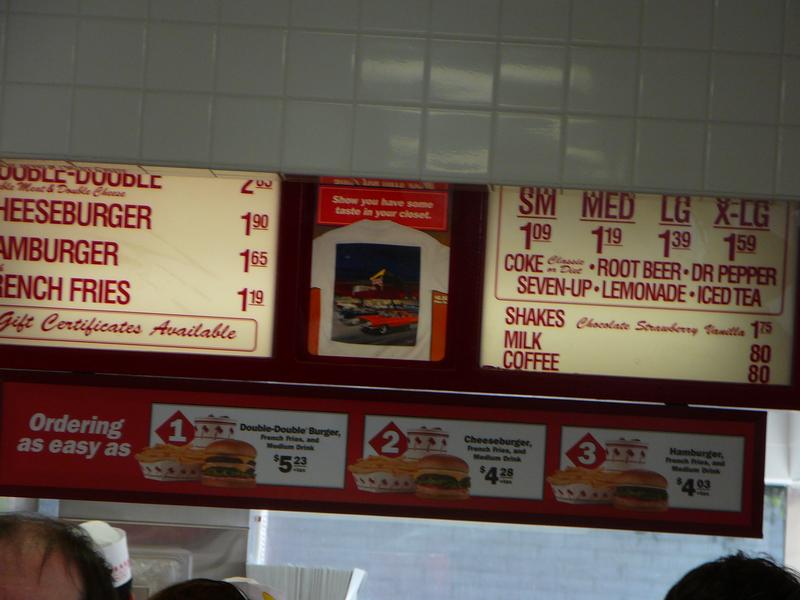 OUBLE-DOUBLE
ble Meat & Double Cheese
HEESEBURGER 1.90
AMBURGER 1.65
RENCH FRIES 1.19
Gift Certificates Available
Show you have some
taste in your closet.
SM MED LG X-LG
1.09 1.19 1.39 1.59
COKE Classic or Diet • ROOT BEER • DR PEPPER
SEVEN-UP • LEMONADE • ICED TEA
SHAKES Chocolate Strawberry Vanilla 1.75
MILK 80
COFFEE 80
Ordering
as easy as
1
Double-Double Burger,
French Fries, and
Medium Drink
$5.23
2
Cheeseburger,
French Fries, and
Medium Drink
$4.28
3
Hamburger,
French Fries, and
Medium Drink
$4.03